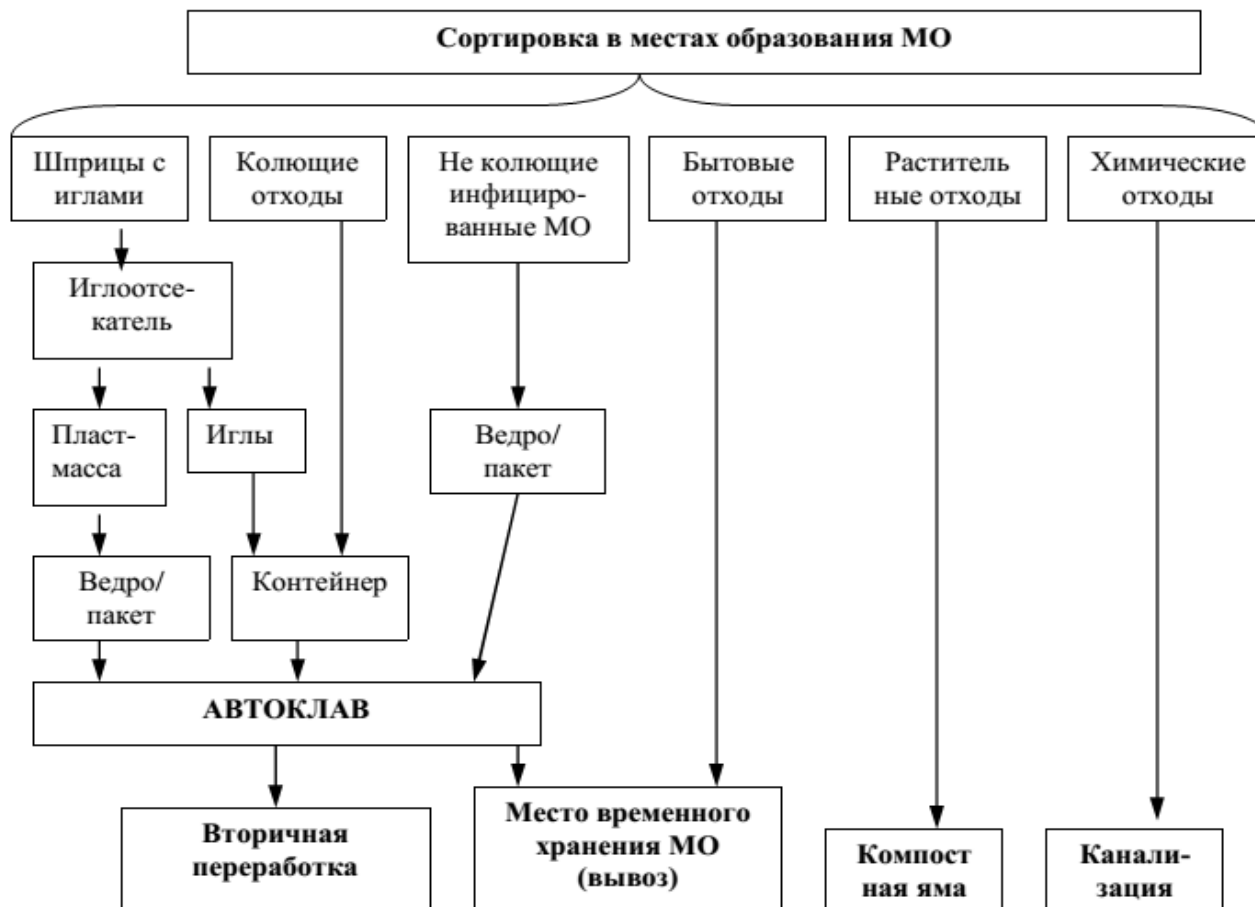 Сортировка в местах образования МО
Шприцы с
иглами
Колющие
отходы
Не колющие
инфициро-
ванные МО
Бытовые
отходы
Раститель
ные отходы
Химические
отходы
Иглоотсе-
катель
Пласт-
масса
Иглы
Ведро/
пакет
Ведро/
пакет
Контейнер
АВТОКЛАВ
Вторичная
переработка
Место временного
хранения МО
(вывоз)
Компост
ная яма
Канали-
зация